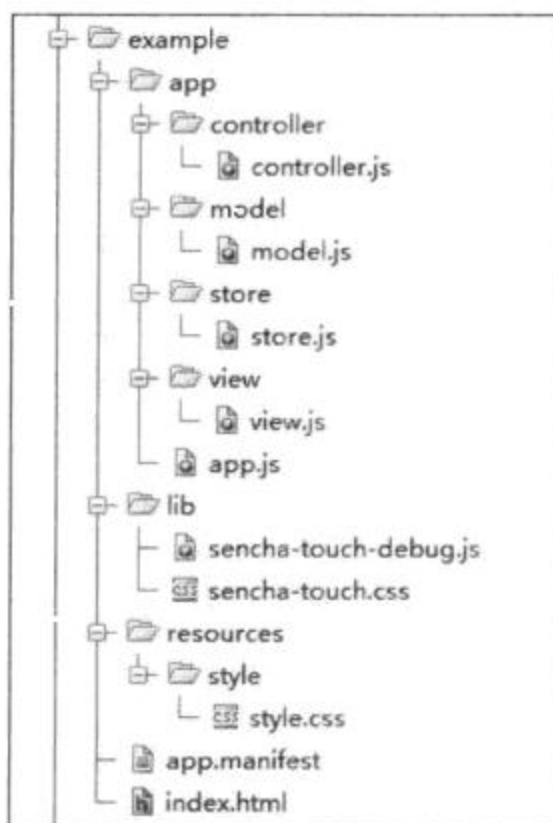 example
app
controller
controller.js
model
model.js
store
store.js
view
view.js
app.js
lib
sencha-touch-debug.js
sencha-touch.css
resources
style
style.css
app.manifest
index.html